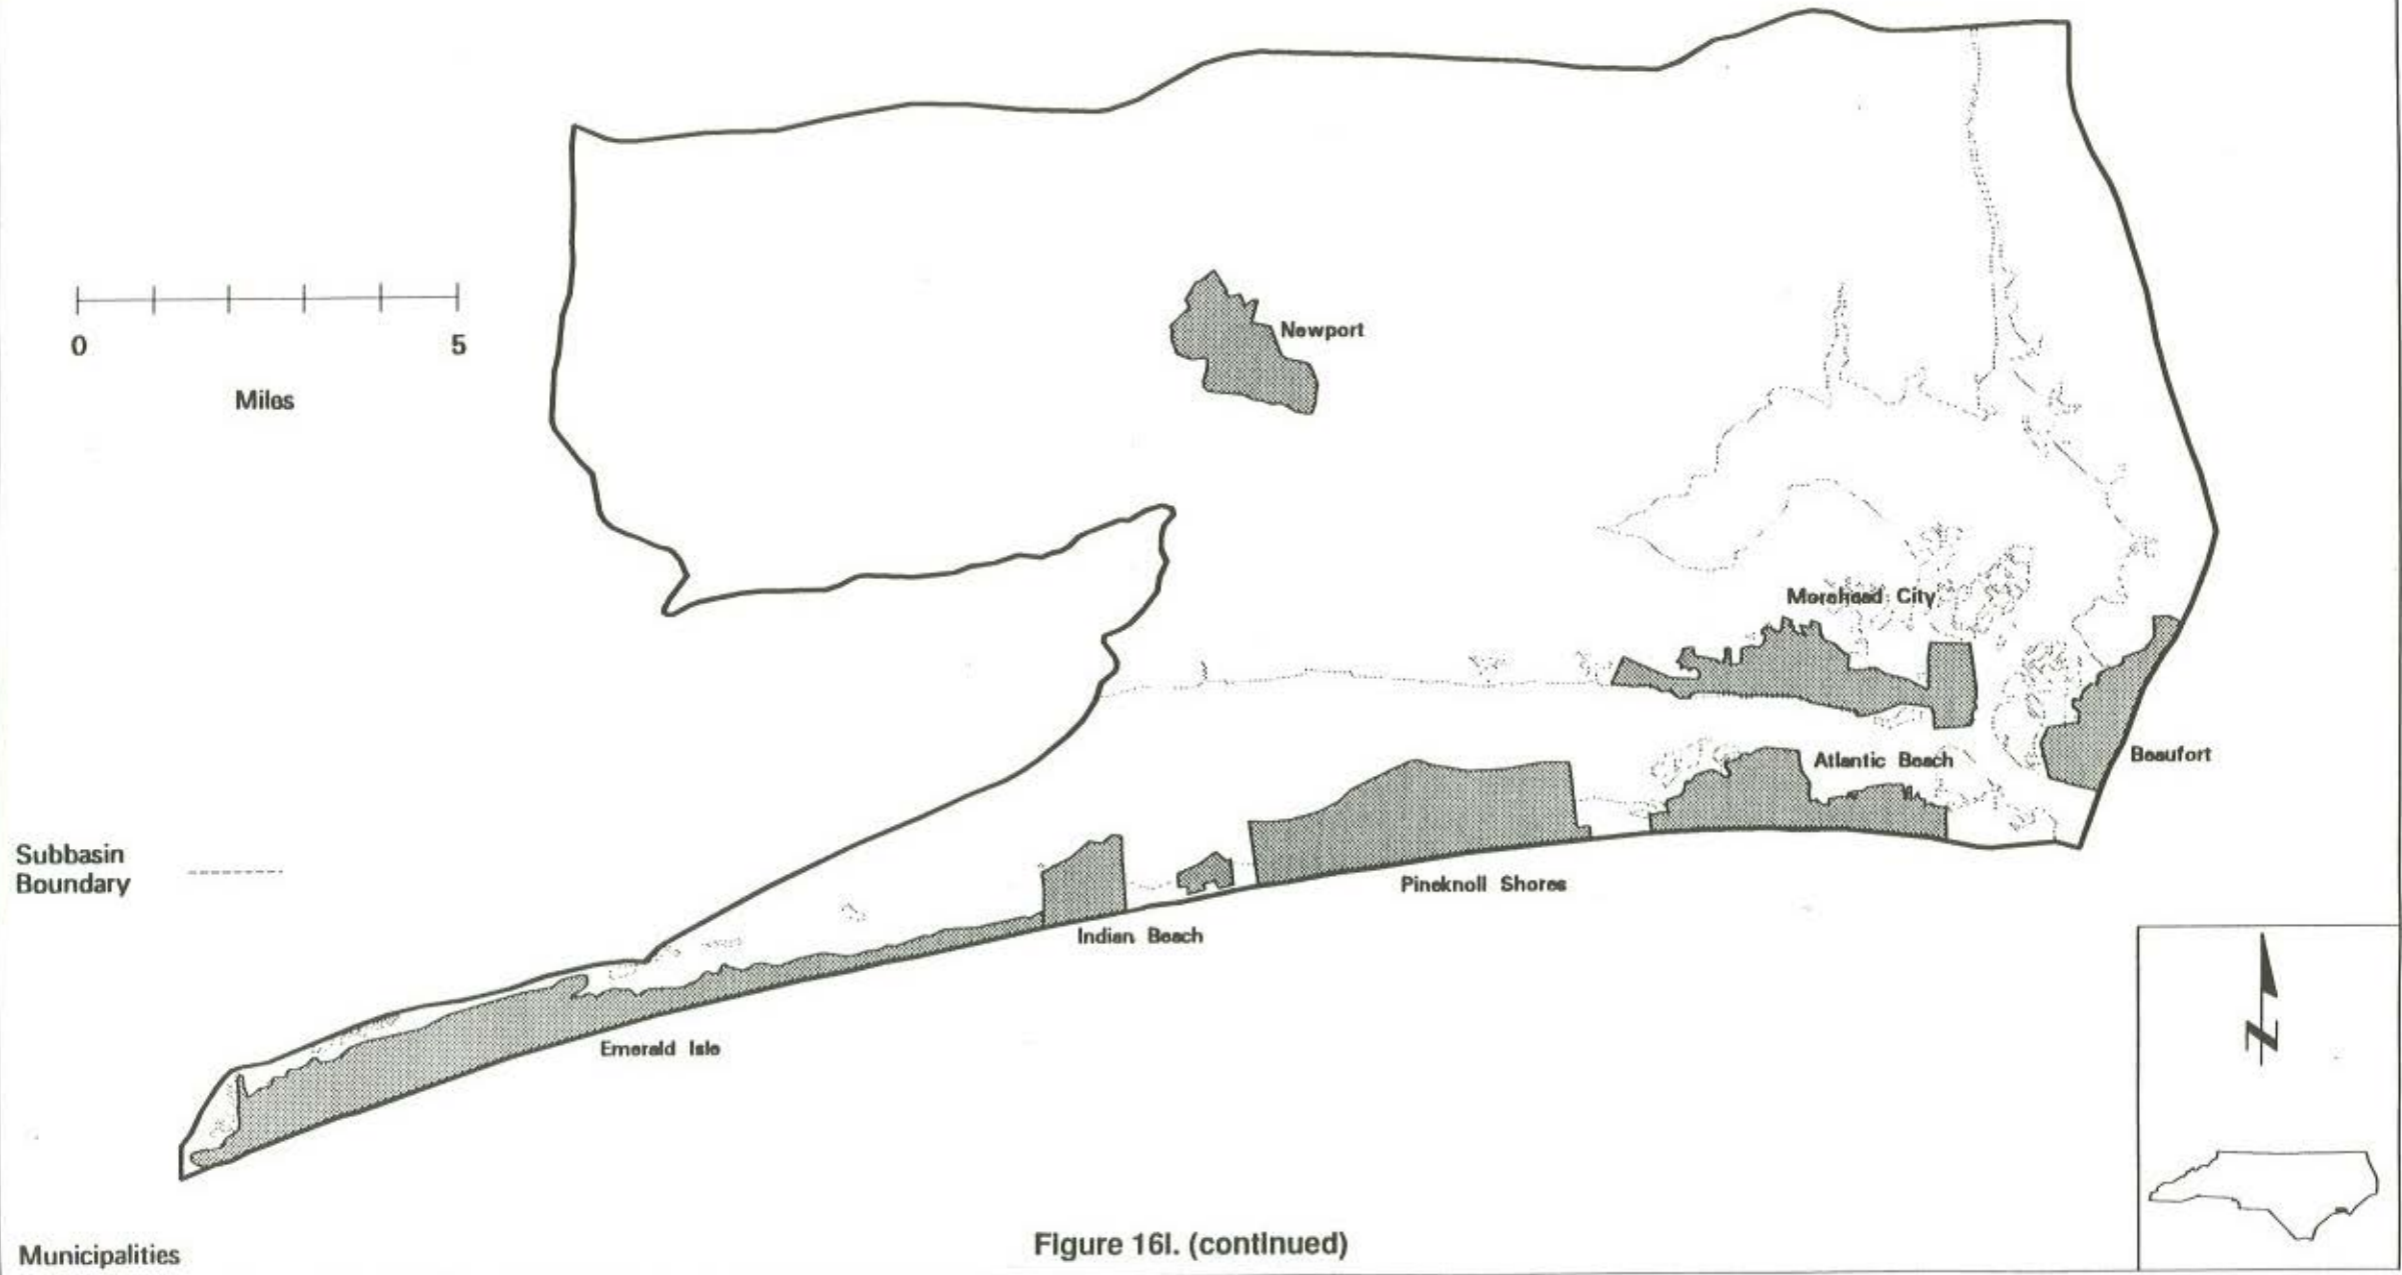 Newport
0
5
Miles
Morehead City
Atlantic Beach
Beaufort
Subbasin
Boundary
Pineknoll Shores
Indian Beach
Emerald Isle
N
Municipalities
Figure 16l. (continued)